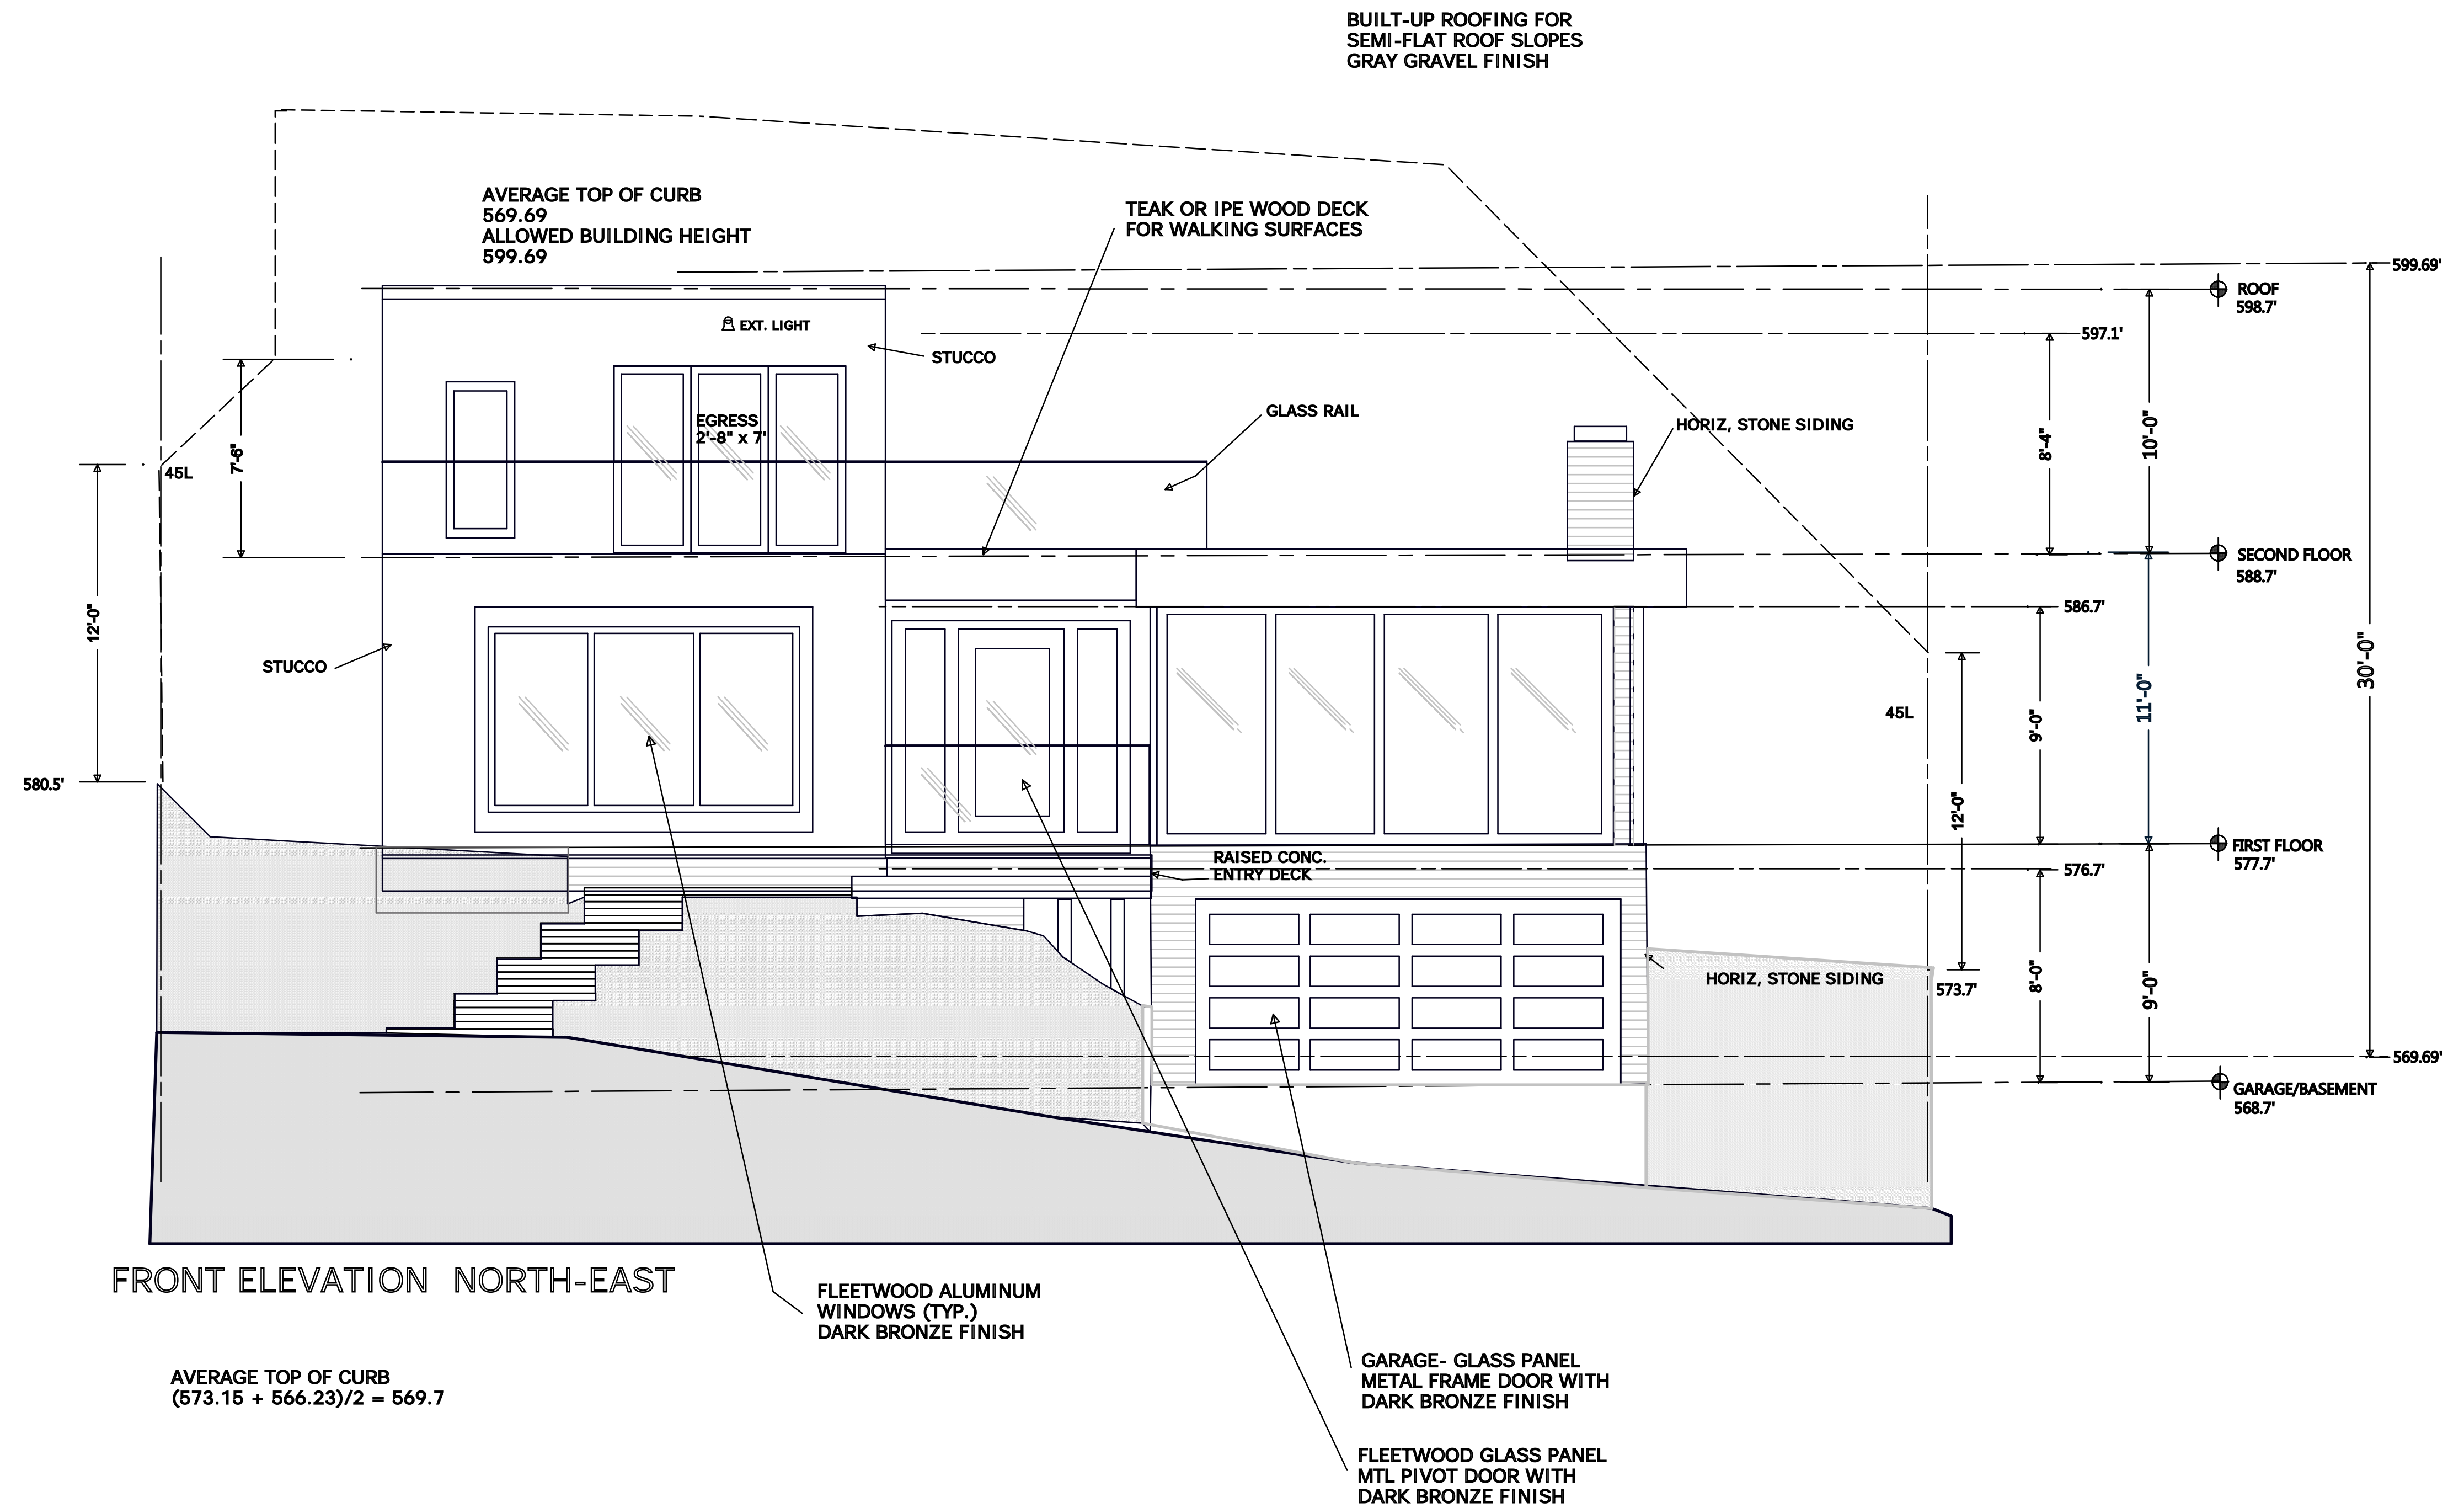 BUILT-UP ROOFING FOR
SEMI-FLAT ROOF SLOPES
GRAY GRAVEL FINISH
AVERAGE TOP OF CURB
569.69
ALLOWED BUILDING HEIGHT
599.69
TEAK OR IPE WOOD DECK
FOR WALKING SURFACES
599.69'
ROOF
598.7'
EXT. LIGHT
597.1'
STUCCO
GLASS RAIL
EGRESS
2'-8" x 7'
HORIZ, STONE SIDING
8'-4"
10'-0"
7'-6"
45L
SECOND FLOOR
588.7'
586.7'
12'-0"
STUCCO
30'-0"
11'-0"
45L
9'-0"
580.5'
12'-0"
FIRST FLOOR
577.7'
RAISED CONC.
ENTRY DECK
576.7'
HORIZ, STONE SIDING
573.7'
8'-0"
9'-0"
569.69'
GARAGE/BASEMENT
568.7'
FRONT ELEVATION NORTH-EAST
FLEETWOOD ALUMINUM
WINDOWS (TYP.)
DARK BRONZE FINISH
AVERAGE TOP OF CURB
(573.15 + 566.23)/2 = 569.7
GARAGE- GLASS PANEL
METAL FRAME DOOR WITH
DARK BRONZE FINISH
FLEETWOOD GLASS PANEL
MTL PIVOT DOOR WITH
DARK BRONZE FINISH